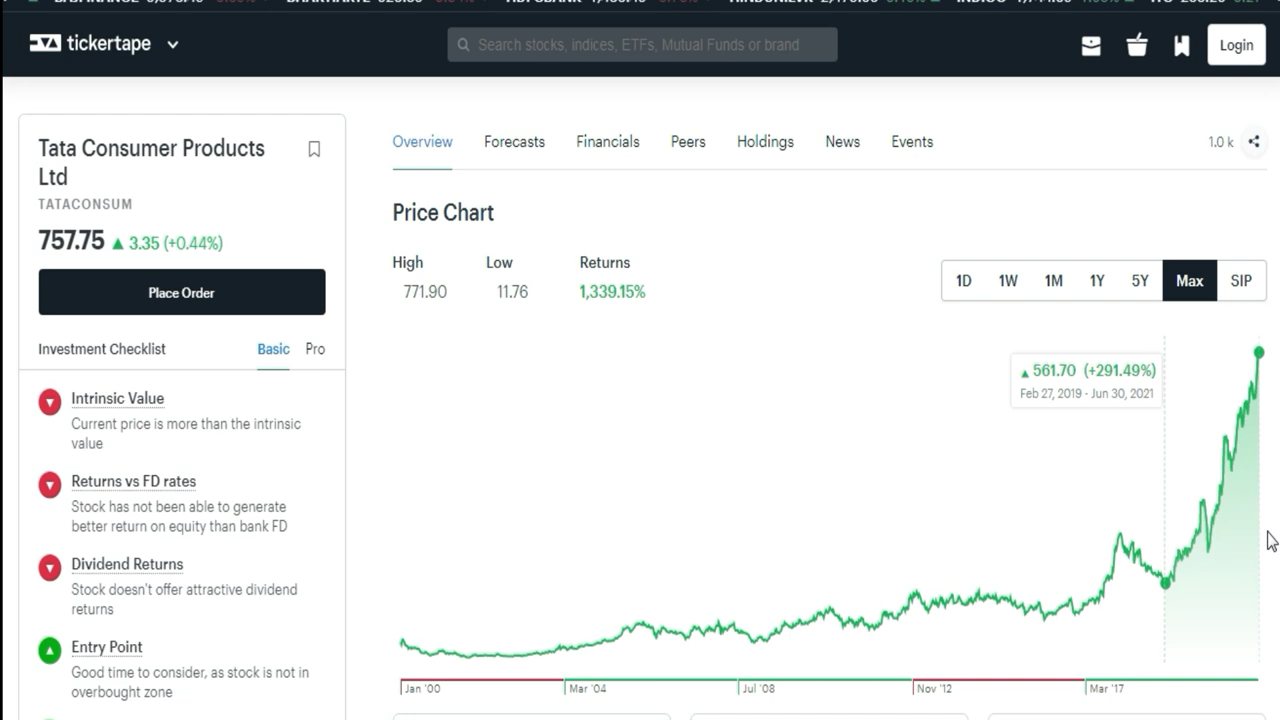 tickertape
Search stocks, indices, ETFs, Mutual Funds or brand
Login
Tata Consumer Products
Ltd
TATACONSUM
757.75 ▲ 3.35 (+0.44%)
Place Order
Investment Checklist Basic Pro
Intrinsic Value
Current price is more than the intrinsic
value
Returns vs FD rates
Stock has not been able to generate
better return on equity than bank FD
Dividend Returns
Stock doesn't offer attractive dividend
returns
Entry Point
Good time to consider, as stock is not in
overbought zone
Overview Forecasts Financials Peers Holdings News Events 1.0 k
Price Chart
High Low Returns
771.90 11.76 1,339.15%
1D 1W 1M 1Y 5Y Max SIP
▲ 561.70 (+291.49%)
Feb 27, 2019 - Jun 30, 2021
Jan '00 Mar '04 Jul '08 Nov '12 Mar '17